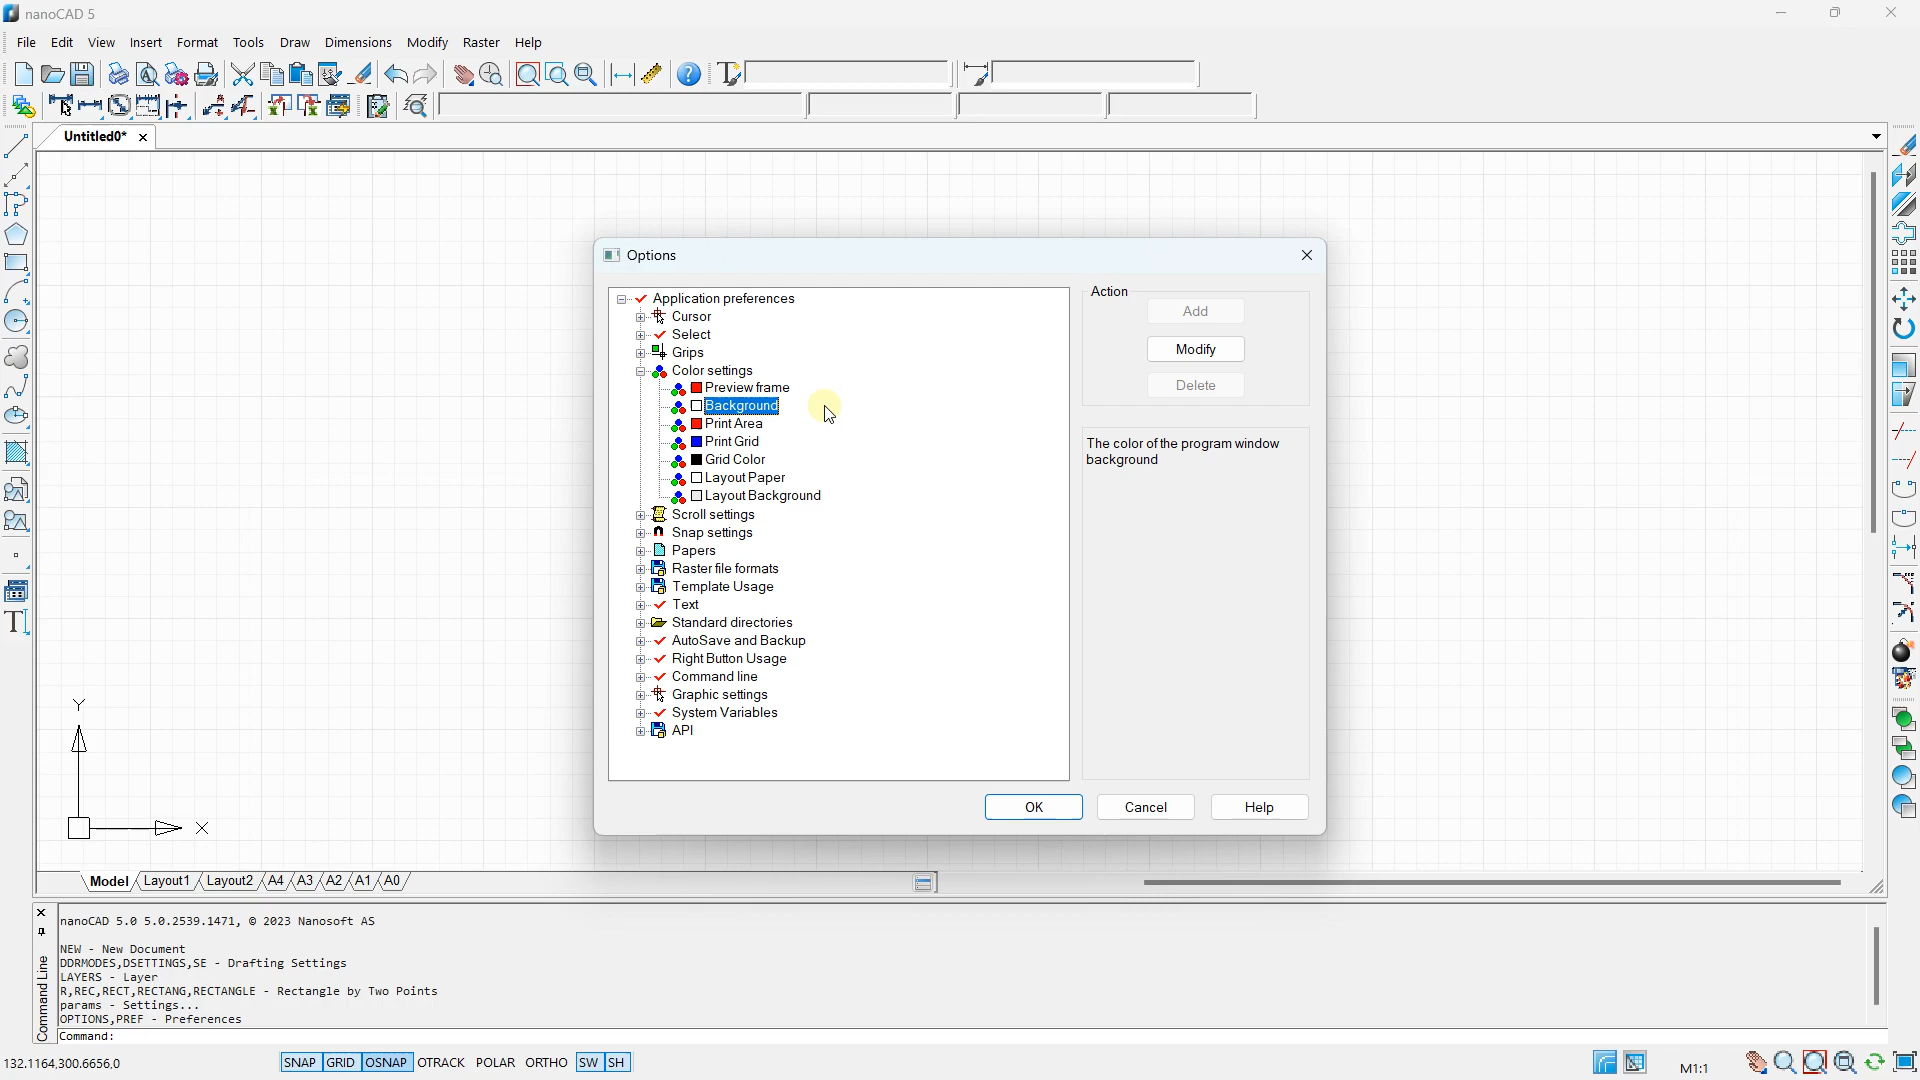 nanoCAD 5
File Edit View Insert Format Tools Draw Dimensions Modify Raster Help
Untitled0*
Options
Application preferences
Cursor
Select
Grips
Color settings
Preview frame
Background
Print Area
Print Grid
Grid Color
Layout Paper
Layout Background
Scroll settings
Snap settings
Papers
Raster file formats
Template Usage
Text
Standard directories
AutoSave and Backup
Right Button Usage
Command line
Graphic settings
System Variables
API
Action
Add
Modify
Delete
The color of the program window
background
OK Cancel Help
Y
X
Model Layout1 Layout2 A4 A3 A2 A1 A0
Command Line
nanoCAD 5.0 5.0.2539.1471, © 2023 Nanosoft AS
NEW - New Document
DDRMODES,DSETTINGS,SE - Drafting Settings
LAYERS - Layer
R,REC,RECT,RECTANG,RECTANGLE - Rectangle by Two Points
params - Settings...
OPTIONS,PREF - Preferences
Command:
132.1164,300.6656,0 SNAP GRID OSNAP OTRACK POLAR ORTHO SW SH M1:1